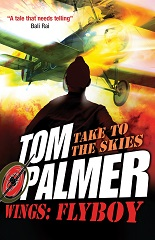 "A tale that needs telling"
Bali Rai
TAKE TO
THE SKIES
TOM
PALMER
WINGS: FLYBOY